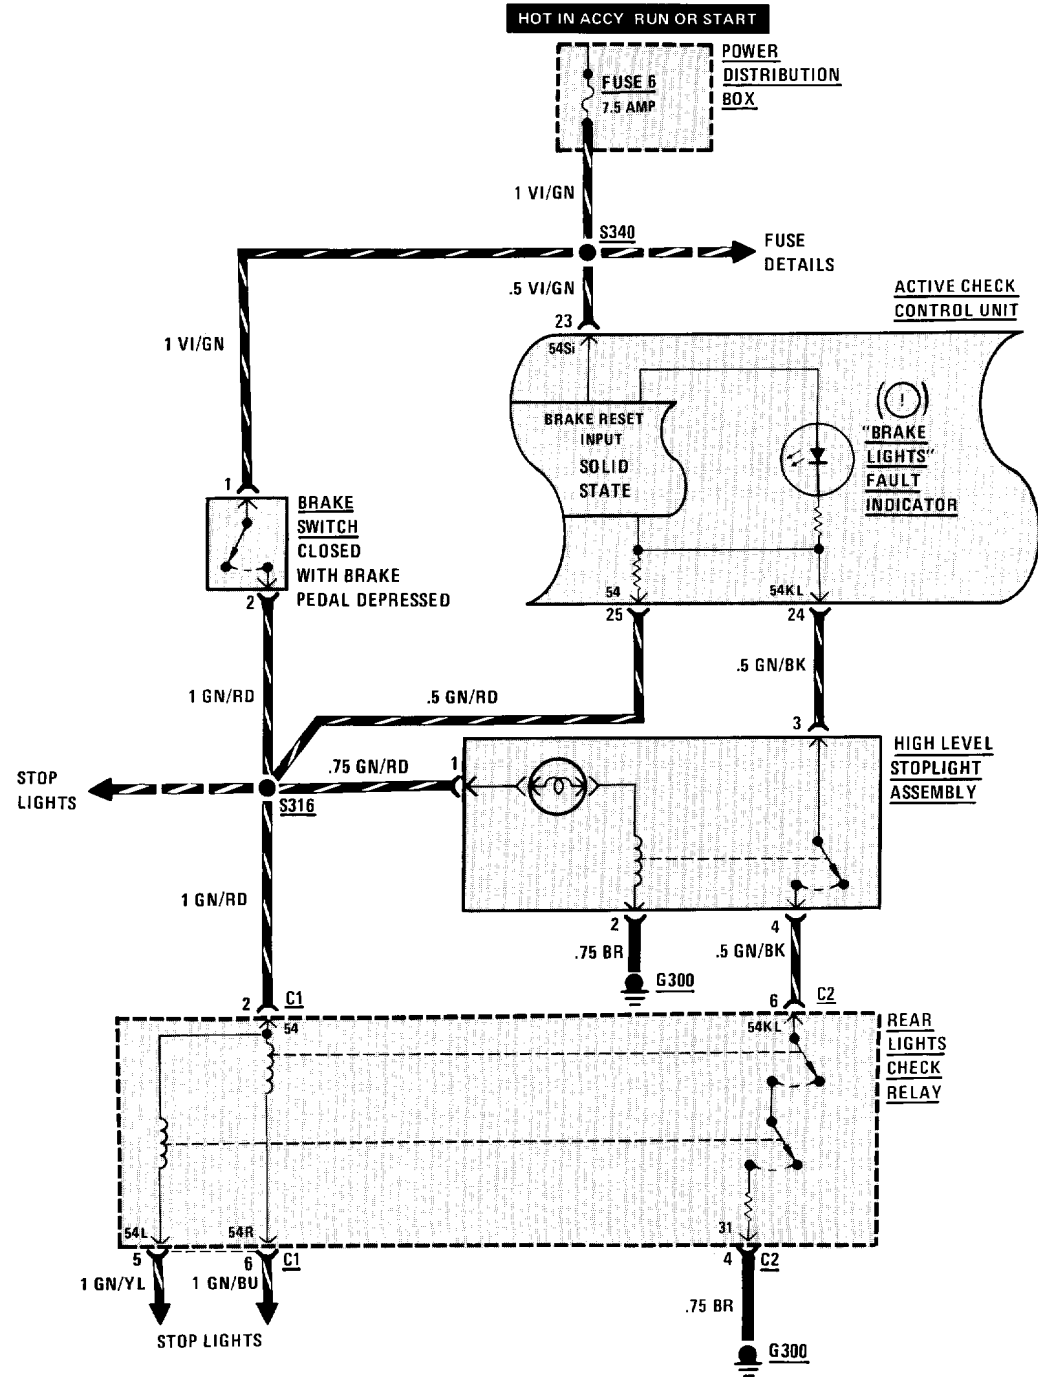 HOT IN ACCY RUN OR START
POWER
DISTRIBUTION
BOX
FUSE 6
7.5 AMP
1 VI/GN
S340
FUSE
DETAILS
.5 VI/GN
ACTIVE CHECK
CONTROL UNIT
23
54Si
1 VI/GN
BRAKE RESET
INPUT
SOLID
STATE
!
"BRAKE
LIGHTS"
FAULT
INDICATOR
1
BRAKE
SWITCH
CLOSED
WITH BRAKE
PEDAL DEPRESSED
2
54
54KL
25
24
1 GN/RD
.5 GN/RD
.5 GN/BK
3
HIGH LEVEL
STOPLIGHT
ASSEMBLY
STOP
LIGHTS
.75 GN/RD
1
S316
1 GN/RD
2
4
.75 BR
.5 GN/BK
G300
2
C1
6
C2
54
54KL
REAR
LIGHTS
CHECK
RELAY
54L
54R
31
5
6
C1
4
C2
1 GN/YL
1 GN/BU
.75 BR
STOP LIGHTS
G300